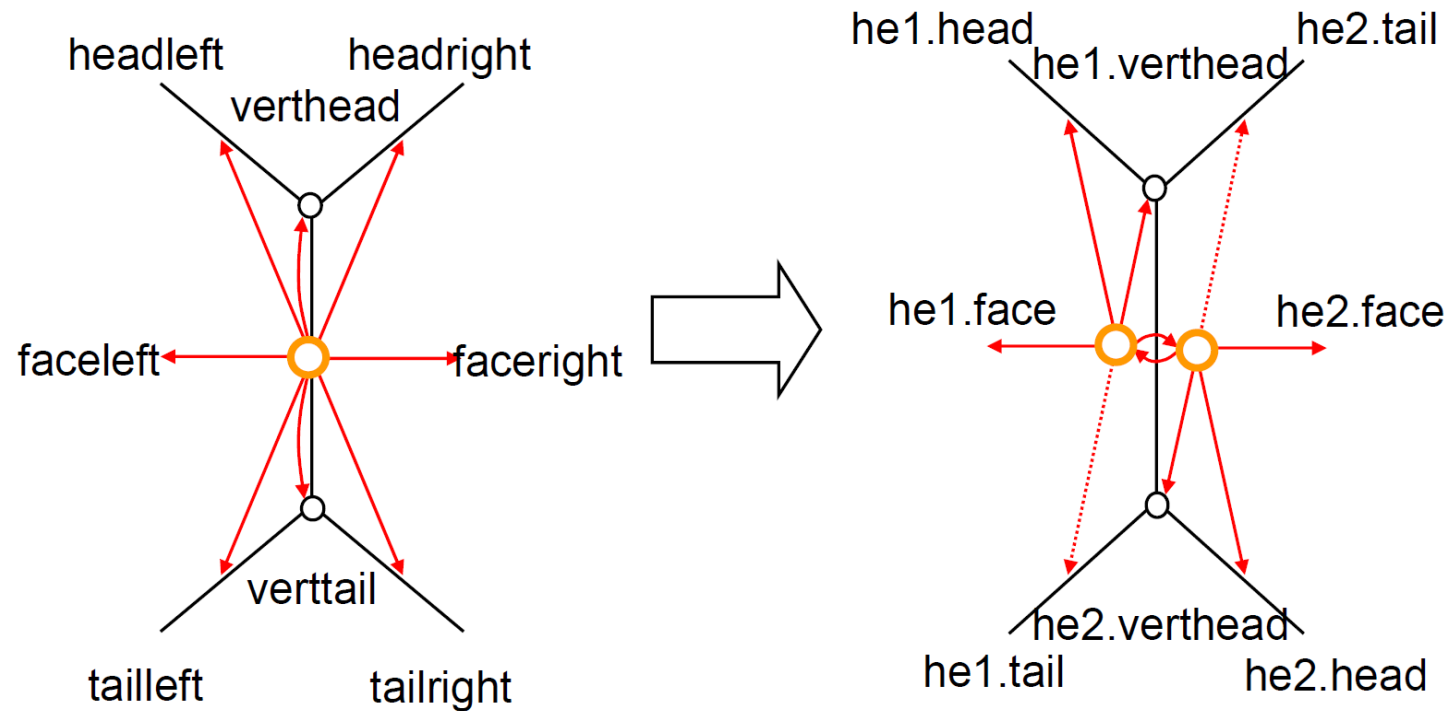 headleft
headright
verthead
faceleft
faceright
verttail
tailleft
tailright
he1.head
he2.tail
he1.verthead
he1.face
he2.face
he2.verthead
he1.tail
he2.head